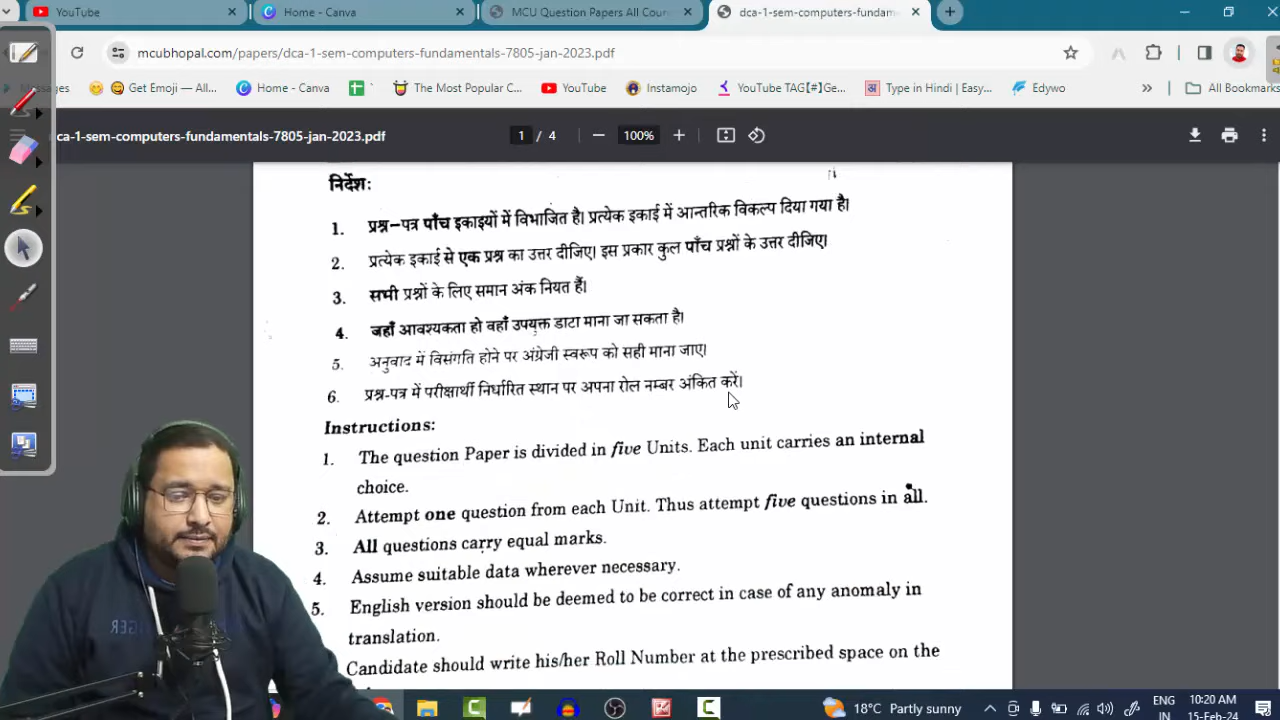 YouTube
Home - Canva
MCU Question Papers All Cour
dca-1-sem-computers-fundam
mcubhopal.com/papers/dca-1-sem-computers-fundamentals-7805-jan-2023.pdf
Messages
Get Emoji — All...
Home - Canva
The Most Popular C...
YouTube
Instamojo
YouTube TAG【#】Ge...
Type in Hindi | Easy...
Edywo
»
All Bookmarks
dca-1-sem-computers-fundamentals-7805-jan-2023.pdf
1 / 4
100%
निर्देशः
1. प्रश्न-पत्र पाँच इकाइयों में विभाजित है। प्रत्येक इकाई में आन्तरिक विकल्प दिया गया है।
2. प्रत्येक इकाई से एक प्रश्न का उत्तर दीजिए। इस प्रकार कुल पाँच प्रश्नों के उत्तर दीजिए।
3. सभी प्रश्नों के लिए समान अंक नियत हैं।
4. जहाँ आवश्यकता हो वहाँ उपयुक्त डाटा माना जा सकता है।
5. अनुवाद में विसंगति होने पर अंग्रेजी स्वरूप को सही माना जाए।
6. प्रश्न-पत्र में परीक्षार्थी निर्धारित स्थान पर अपना रोल नम्बर अंकित करें।
Instructions:
1. The question Paper is divided in five Units. Each unit carries an internal
choice.
2. Attempt one question from each Unit. Thus attempt five questions in all.
3. All questions carry equal marks.
4. Assume suitable data wherever necessary.
5. English version should be deemed to be correct in case of any anomaly in
translation.
Candidate should write his/her Roll Number at the prescribed space on the
18°C Partly sunny
ENG
IN
10:20 AM
15-Feb-24